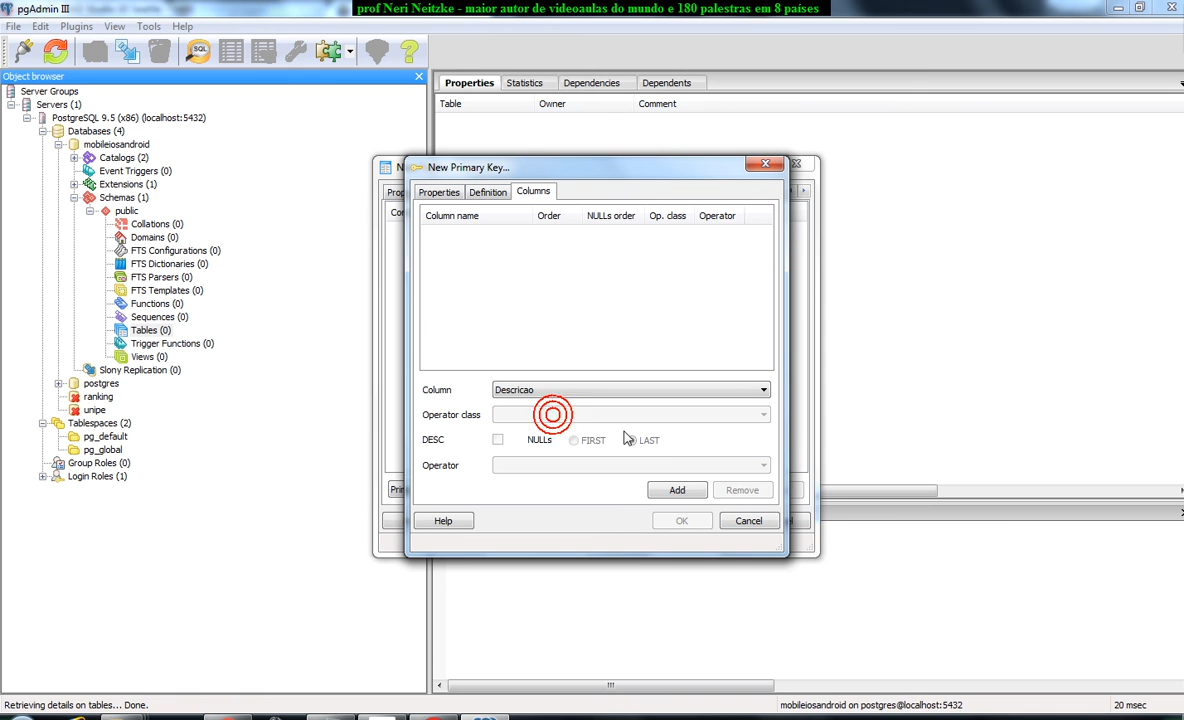 pgAdmin III
prof Neri Neitzke - maior autor de videoaulas do mundo e 180 palestras em 8 países
File Edit Plugins View Tools Help
SQL
Object browser
Server Groups
Servers (1)
PostgreSQL 9.5 (x86) (localhost:5432)
Databases (4)
mobileiosandroid
Catalogs (2)
Event Triggers (0)
Extensions (1)
Schemas (1)
public
Collations (0)
Domains (0)
FTS Configurations (0)
FTS Dictionaries (0)
FTS Parsers (0)
FTS Templates (0)
Functions (0)
Sequences (0)
Tables (0)
Trigger Functions (0)
Views (0)
Slony Replication (0)
postgres
ranking
unipe
Tablespaces (2)
pg_default
pg_global
Group Roles (0)
Login Roles (1)
Properties Statistics Dependencies Dependents
Table Owner Comment
New Primary Key...
Properties Definition Columns
Column name Order NULLs order Op. class Operator
Column Descricao
Operator class
DESC NULLs FIRST LAST
Operator
Add Remove
Help OK Cancel
Retrieving details on tables... Done.
mobileiosandroid on postgres@localhost:5432
20 msec